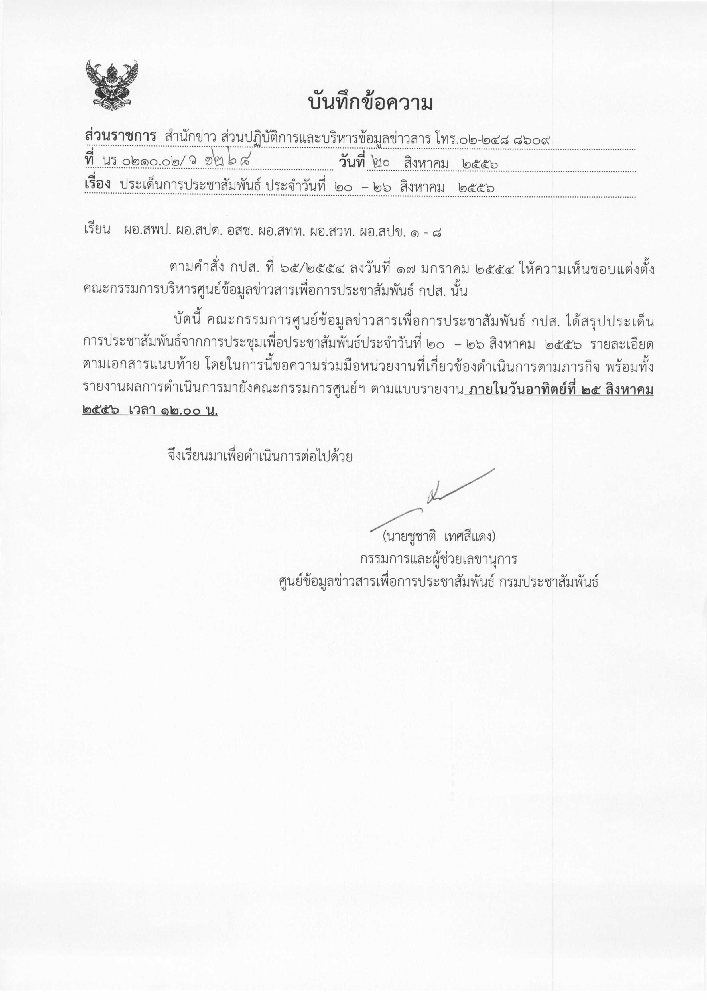 บันทึกข้อความ
ส่วนราชการ สำนักข่าว ส่วนปฏิบัติการและบริหารข้อมูลข่าวสาร โทร.๐๒-๒๔๘ ๘๖๐๙
ที่ นร ๐๒๑๐.๐๒/ว ๑๒๖๘ วันที่ ๒๐ สิงหาคม ๒๕๕๖
เรื่อง ประเด็นการประชาสัมพันธ์ ประจำวันที่ ๒๐ – ๒๖ สิงหาคม ๒๕๕๖
เรียน ผอ.สพป. ผอ.สปต. อสช. ผอ.สทท. ผอ.สวท. ผอ.สปข. ๑ - ๘
ตามคำสั่ง กปส. ที่ ๖๕/๒๕๕๔ ลงวันที่ ๑๗ มกราคม ๒๕๕๔ ให้ความเห็นชอบแต่งตั้ง
คณะกรรมการบริหารศูนย์ข้อมูลข่าวสารเพื่อการประชาสัมพันธ์ กปส. นั้น
บัดนี้ คณะกรรมการศูนย์ข้อมูลข่าวสารเพื่อการประชาสัมพันธ์ กปส. ได้สรุปประเด็น
การประชาสัมพันธ์จากการประชุมเพื่อประชาสัมพันธ์ประจำวันที่ ๒๐ – ๒๖ สิงหาคม ๒๕๕๖ รายละเอียด
ตามเอกสารแนบท้าย โดยในการนี้ขอความร่วมมือหน่วยงานที่เกี่ยวข้องดำเนินการตามภารกิจ พร้อมทั้ง
รายงานผลการดำเนินการมายังคณะกรรมการศูนย์ฯ ตามแบบรายงาน ภายในวันอาทิตย์ที่ ๒๕ สิงหาคม
๒๕๕๖ เวลา ๑๒.๐๐ น.
จึงเรียนมาเพื่อดำเนินการต่อไปด้วย
(นายชูชาติ เทศสีแดง)
กรรมการและผู้ช่วยเลขานุการ
ศูนย์ข้อมูลข่าวสารเพื่อการประชาสัมพันธ์ กรมประชาสัมพันธ์